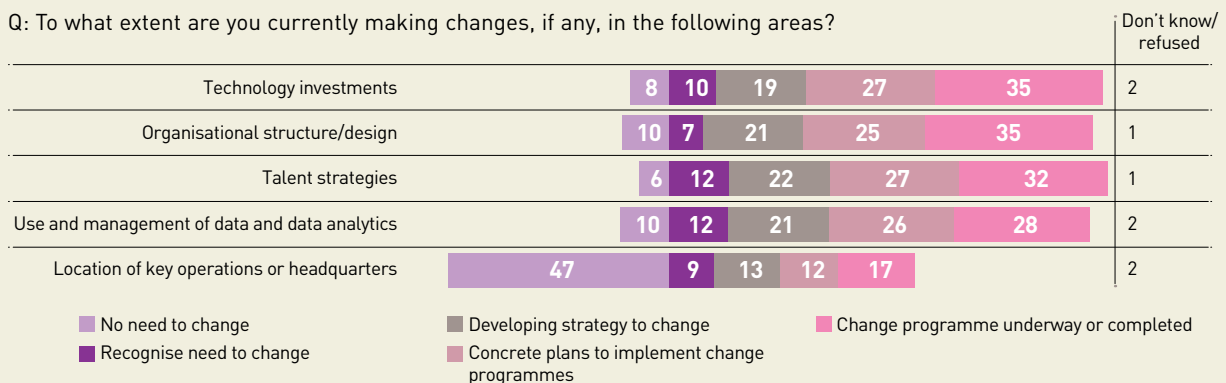 Q: To what extent are you currently making changes, if any, in the following areas?
Don't know/
refused
Technology investments 8 10 19 27 35 2
Organisational structure/design 10 7 21 25 35 1
Talent strategies 6 12 22 27 32 1
Use and management of data and data analytics 10 12 21 26 28 2
Location of key operations or headquarters 47 9 13 12 17 2
No need to change
Recognise need to change
Developing strategy to change
Concrete plans to implement change
programmes
Change programme underway or completed